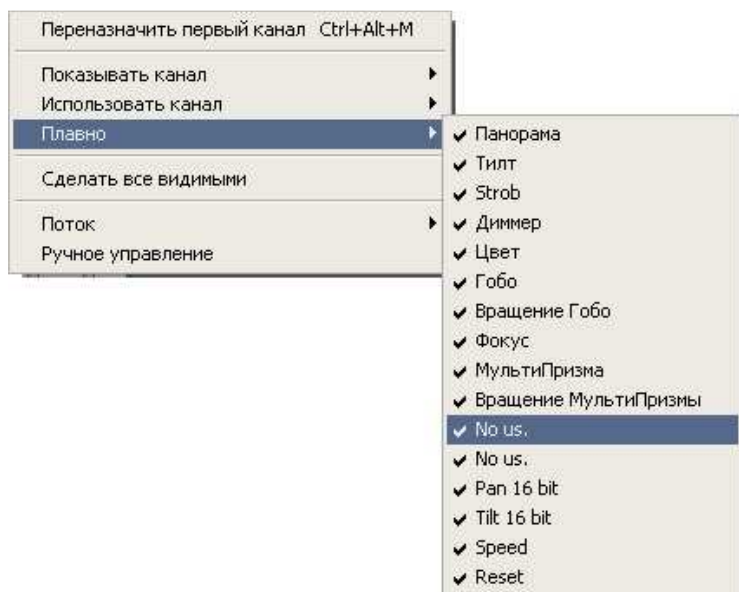 Переназначить первый канал Ctrl+Alt+M
Показывать канал
Использовать канал
Плавно
Сделать все видимыми
Поток
Ручное управление
Панорама
Тилт
Strob
Диммер
Цвет
Гобо
Вращение Гобо
Фокус
МультиПризма
Вращение МультиПризмы
No us.
No us.
Pan 16 bit
Tilt 16 bit
Speed
Reset